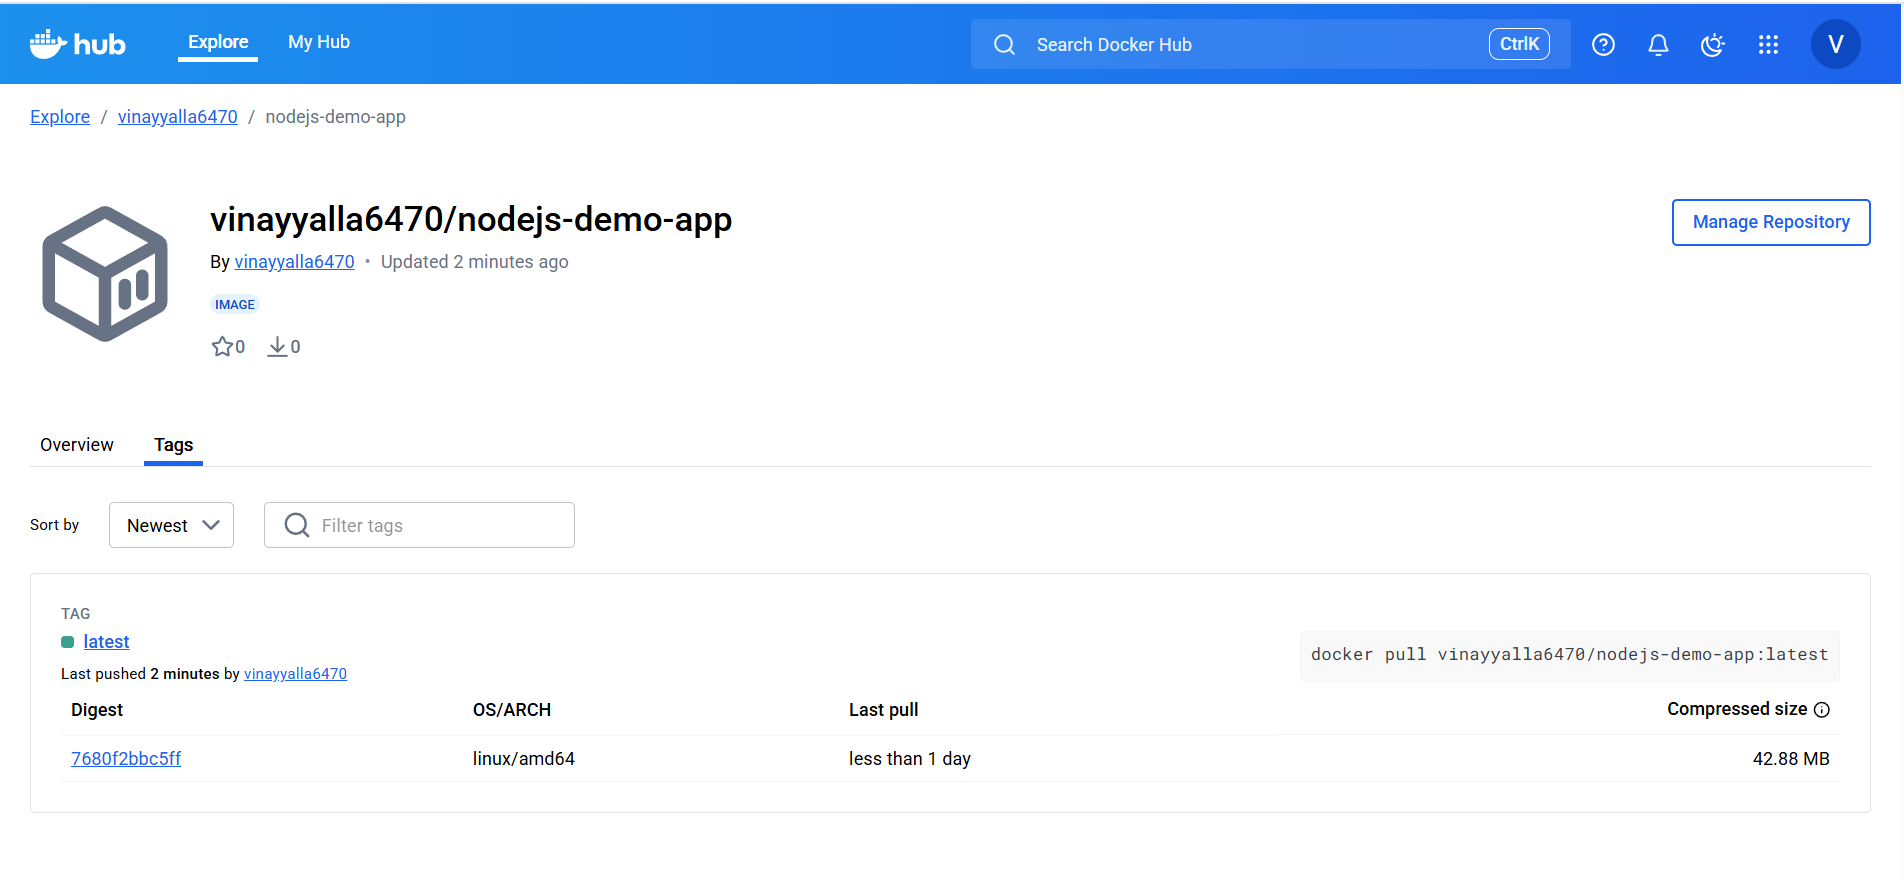 hub Explore My Hub Search Docker Hub CtrlK V
Explore / vinayyalla6470 / nodejs-demo-app
vinayyalla6470/nodejs-demo-app
Manage Repository
By vinayyalla6470 • Updated 2 minutes ago
IMAGE
0 0
Overview Tags
Sort by Newest Filter tags
TAG
latest
docker pull vinayyalla6470/nodejs-demo-app:latest
Last pushed 2 minutes by vinayyalla6470
Digest OS/ARCH Last pull Compressed size
7680f2bbc5ff linux/amd64 less than 1 day 42.88 MB